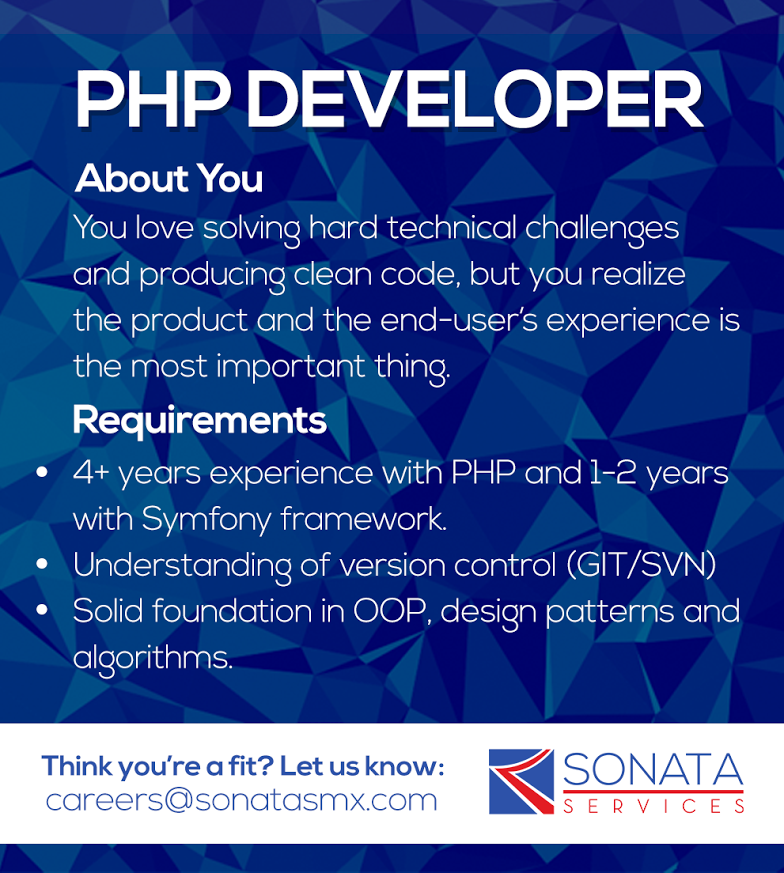 PHP DEVELOPER
About You
You love solving hard technical challenges
and producing clean code, but you realize
the product and the end-user's experience is
the most important thing.
Requirements
• 4+ years experience with PHP and 1-2 years
with Symfony framework.
• Understanding of version control (GIT/SVN)
• Solid foundation in OOP, design patterns and
algorithms.
Think you're a fit? Let us know:
careers@sonatasmx.com
SONATA
SERVICES